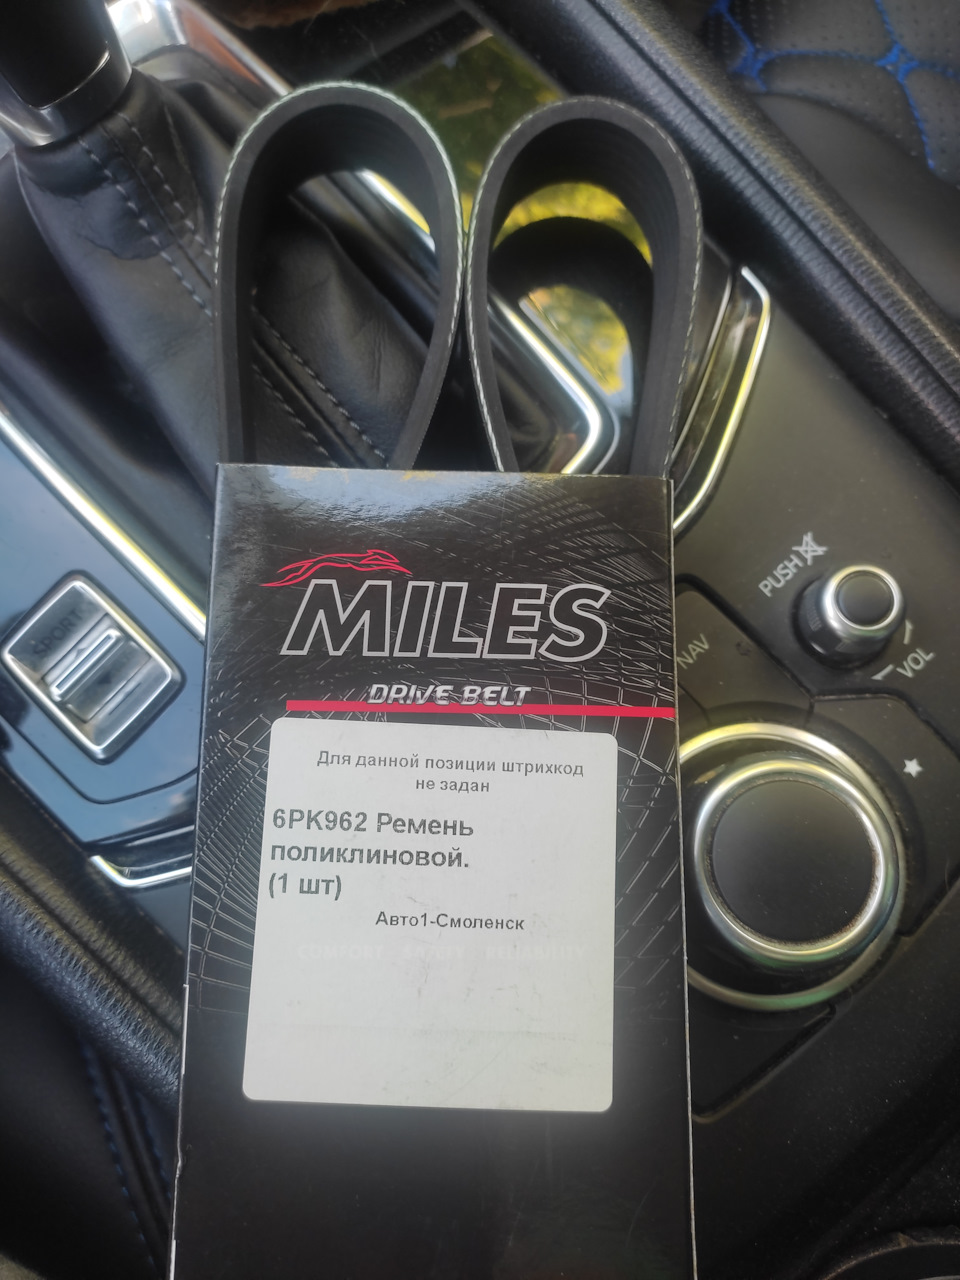 MILES
DRIVE BELT
Для данной позиции штрихкод
не задан
6PK962 Ремень
поликлиновой.
(1 шт)
Авто1-Смоленск
COMFORT SAFETY RELIABILITY
SPORT
PUSH
VOL
NAV